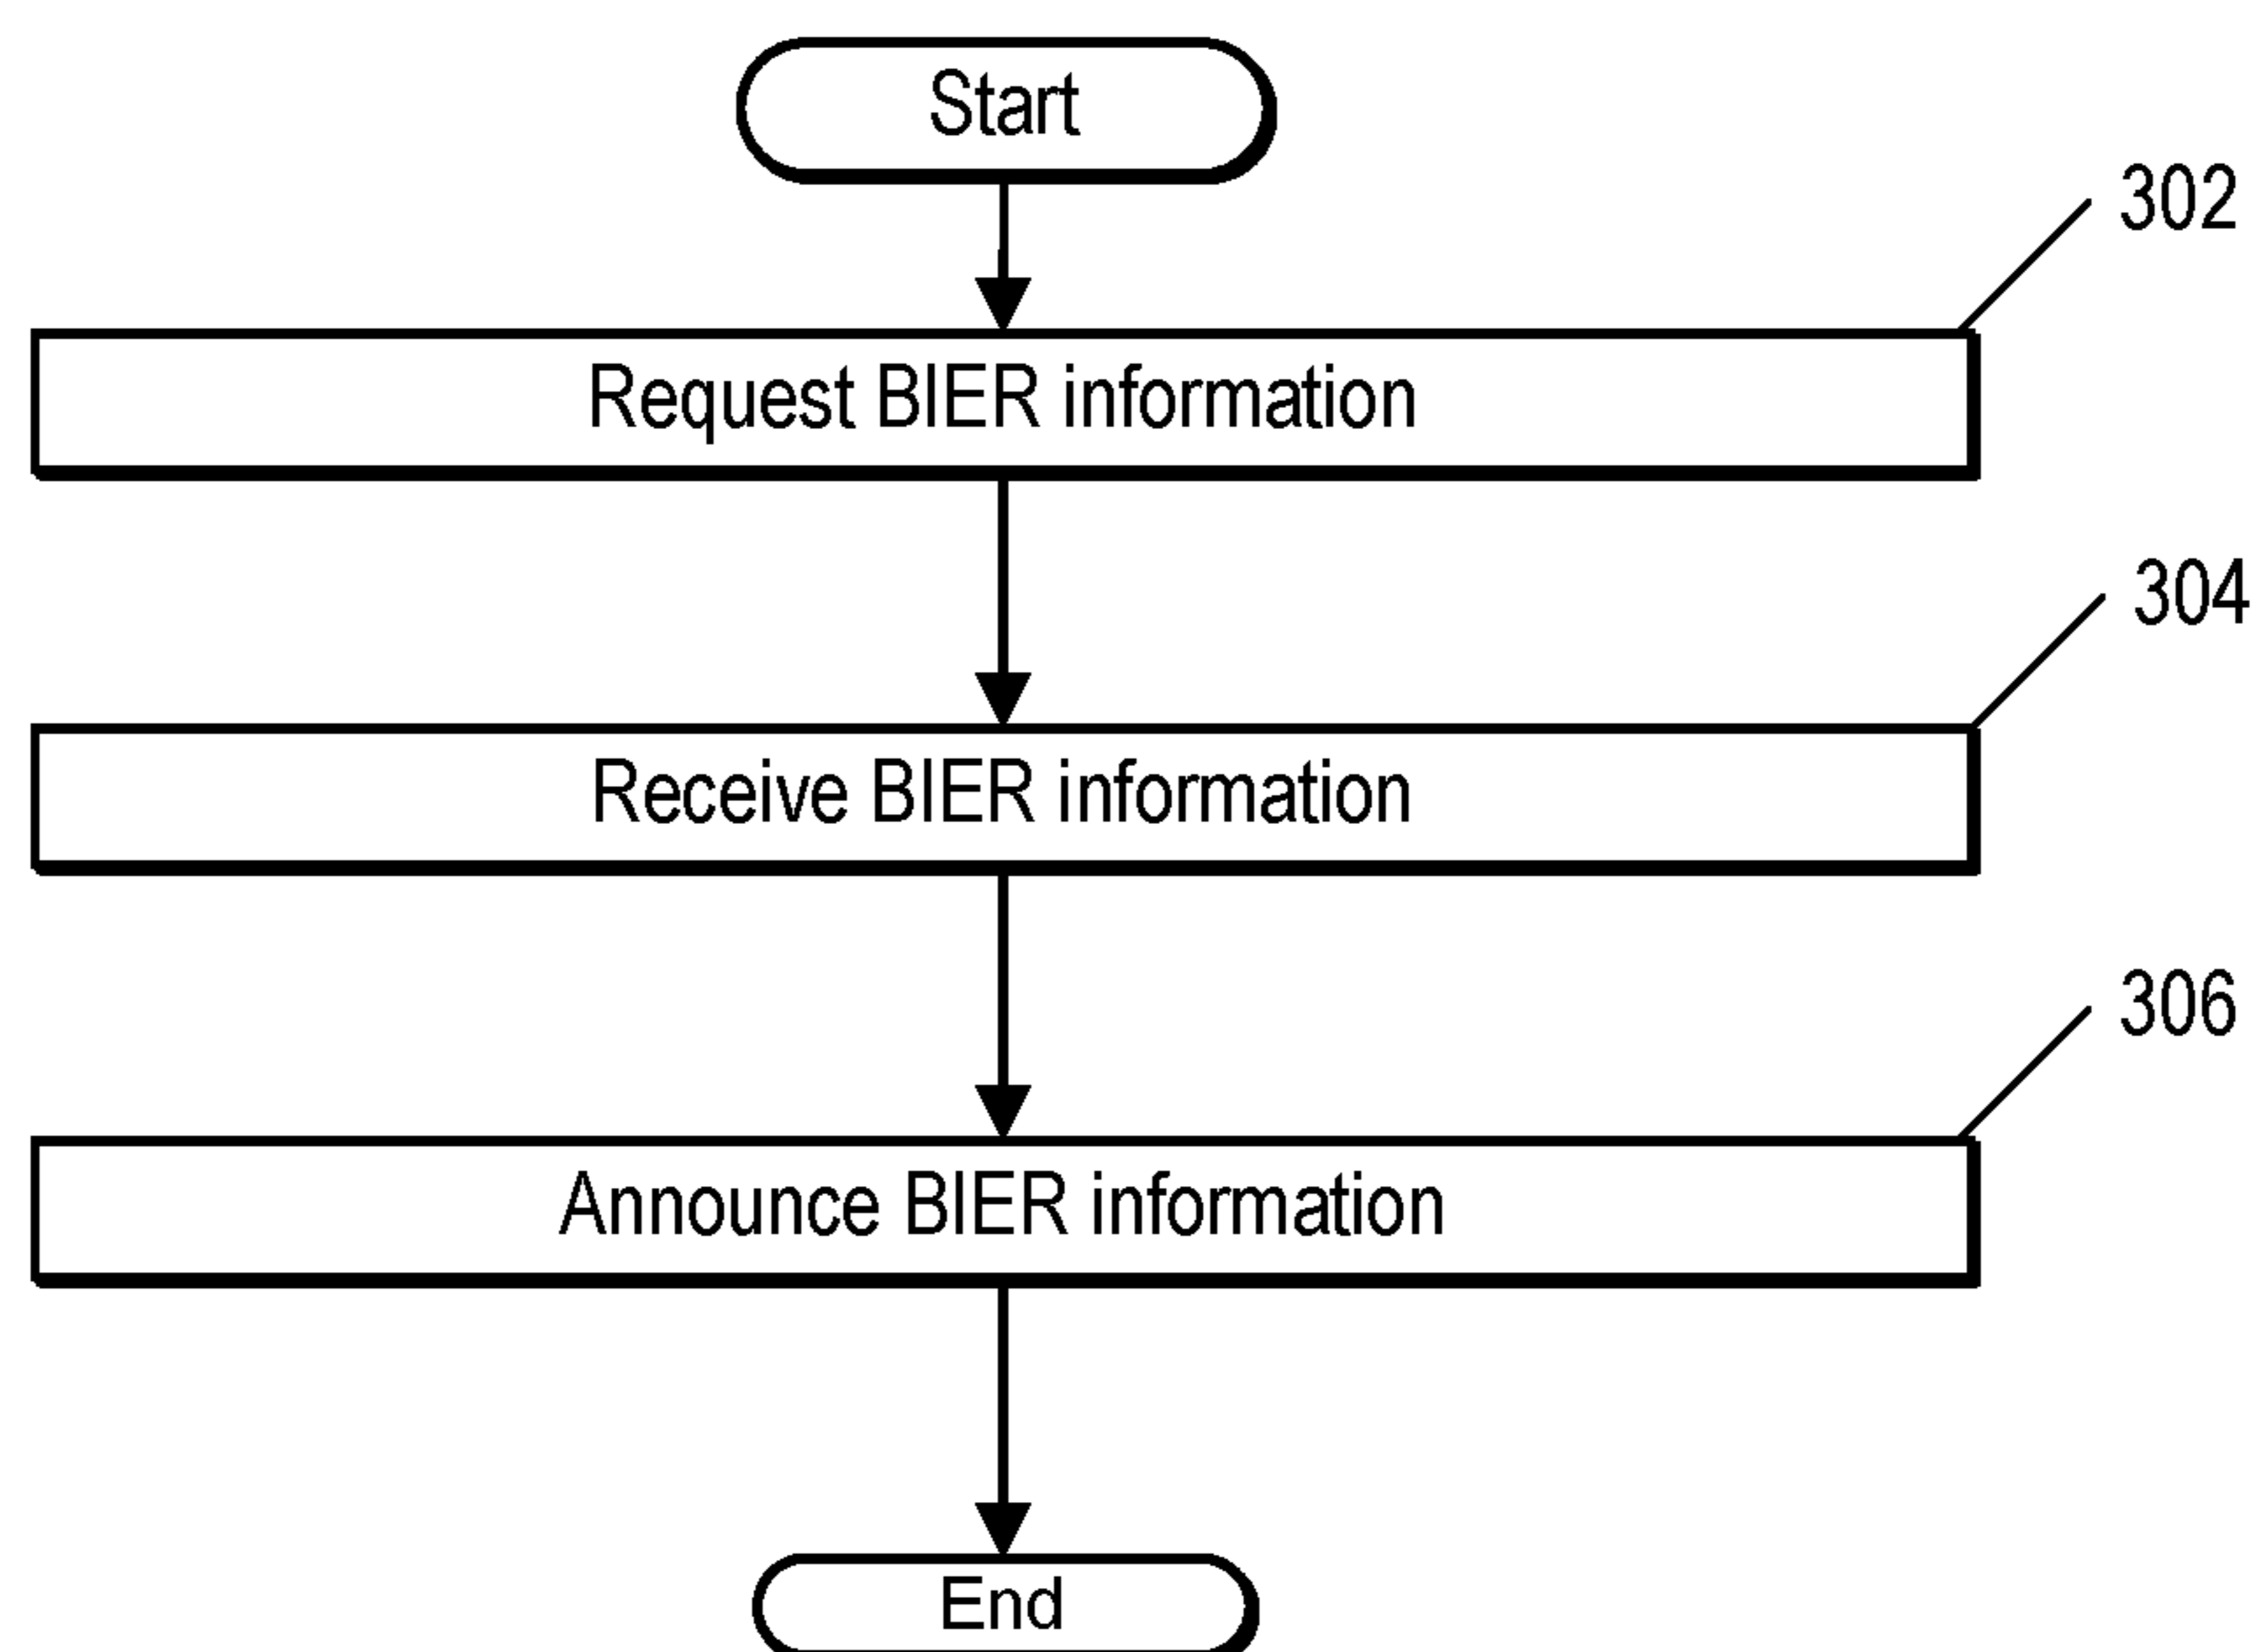 Start
302
Request BIER information
304
Receive BIER information
306
Announce BIER information
End